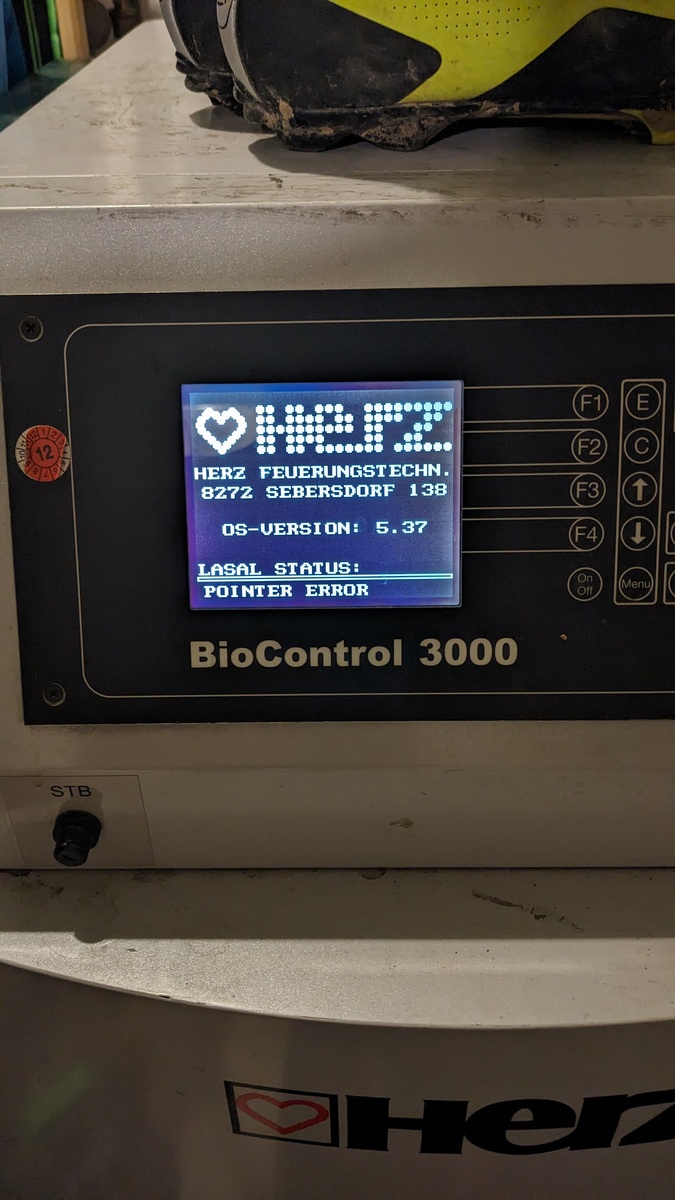 Herz
HERZ FEUERUNGSTECHN.
8272 SEBERSDORF 138
OS-VERSION: 5.37
LASAL STATUS:
POINTER ERROR
F1
E
F2
C
F3
F4
On
Off
Menu
BioControl 3000
12
STB
Herz